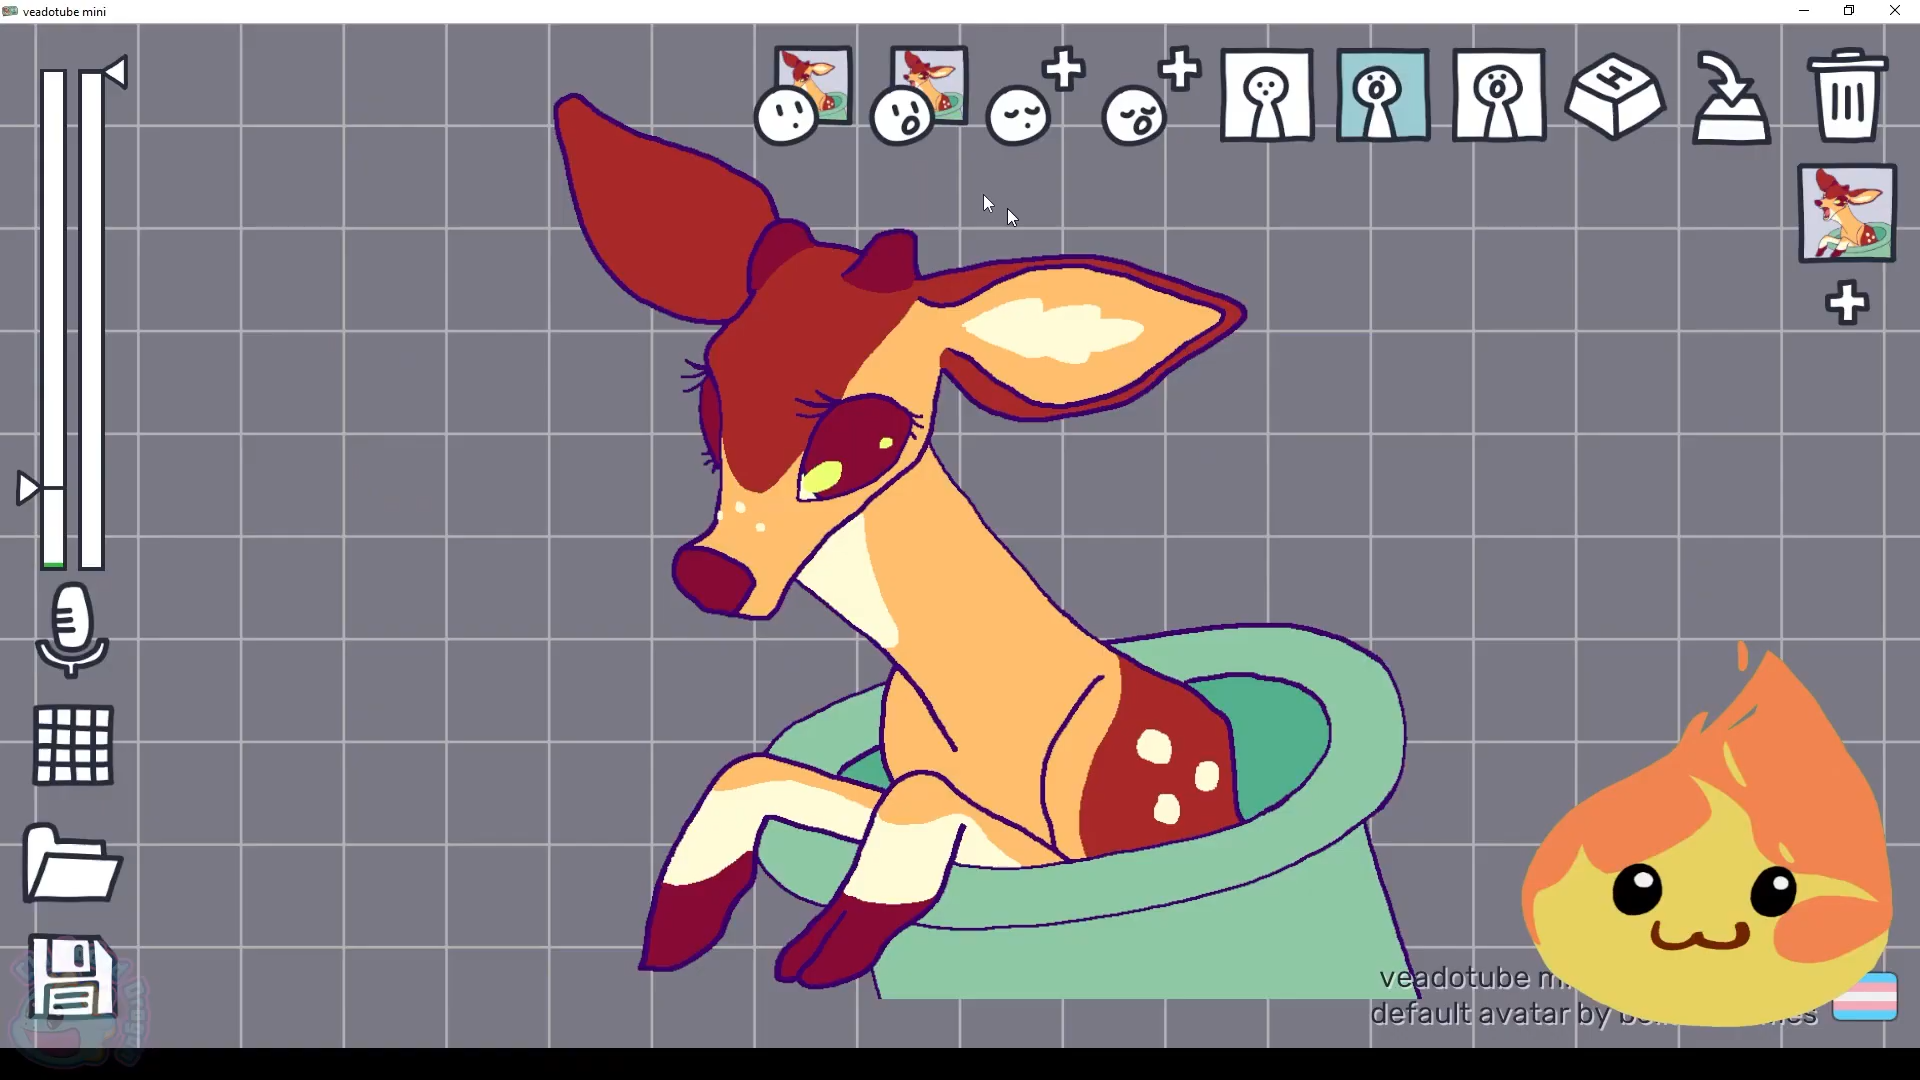 veadotube mini
H
veadotube m
default avatar by